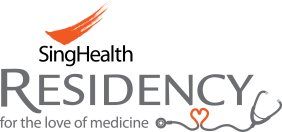 SingHealth
RESIDENCY
for the love of medicine